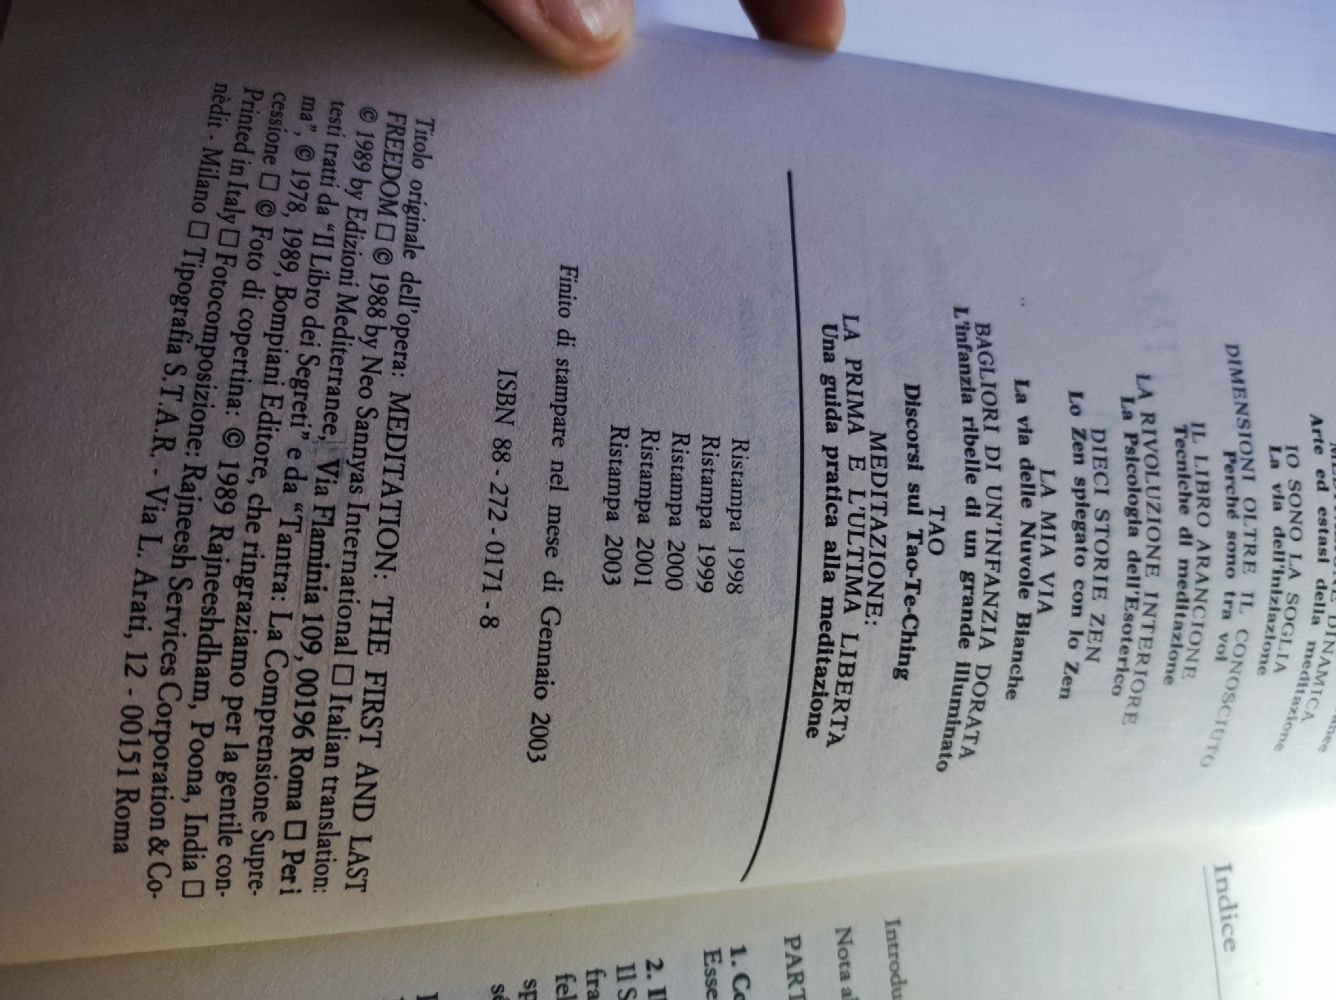 Arte ed estasi della meditazione
IO SONO LA SOGLIA
La via dell'iniziazione
DIMENSIONI OLTRE IL CONOSCIUTO
Perché sono tra voi
IL LIBRO ARANCIONE
Tecniche di meditazione
LA RIVOLUZIONE INTERIORE
La Psicologia dell'Esoterico
DIECI STORIE ZEN
Lo Zen spiegato con lo Zen
LA MIA VIA
La via delle Nuvole Bianche
BAGLIORI DI UN'INFANZIA DORATA
L'infanzia ribelle di un grande illuminato
TAO
Discorsi sul Tao-Te-Ching
MEDITAZIONE:
LA PRIMA E L'ULTIMA LIBERTA
Una guida pratica alla meditazione
Ristampa 1998
Ristampa 1999
Ristampa 2000
Ristampa 2001
Ristampa 2003
Finito di stampare nel mese di Gennaio 2003
ISBN 88 - 272 - 0171 - 8
Titolo originale dell'opera: MEDITATION: THE FIRST AND LAST
FREEDOM □ © 1988 by Neo Sannyas International □ Italian translation:
© 1989 by Edizioni Mediterranee, Via Flaminia 109, 00196 Roma □ Per i
testi tratti da "Il Libro dei Segreti" e da "Tantra: La Comprensione Supre-
ma", © 1978, 1989, Bompiani Editore, che ringraziamo per la gentile con-
cessione □ © Foto di copertina: © 1989 Rajneeshdham, Poona, India □
Printed in Italy □ Fotocomposizione: Rajneesh Services Corporation & Co-
nèdit - Milano □ Tipografia S.T.A.R. - Via L. Arati, 12 - 00151 Roma
Indice
PART
1.
2.
Il